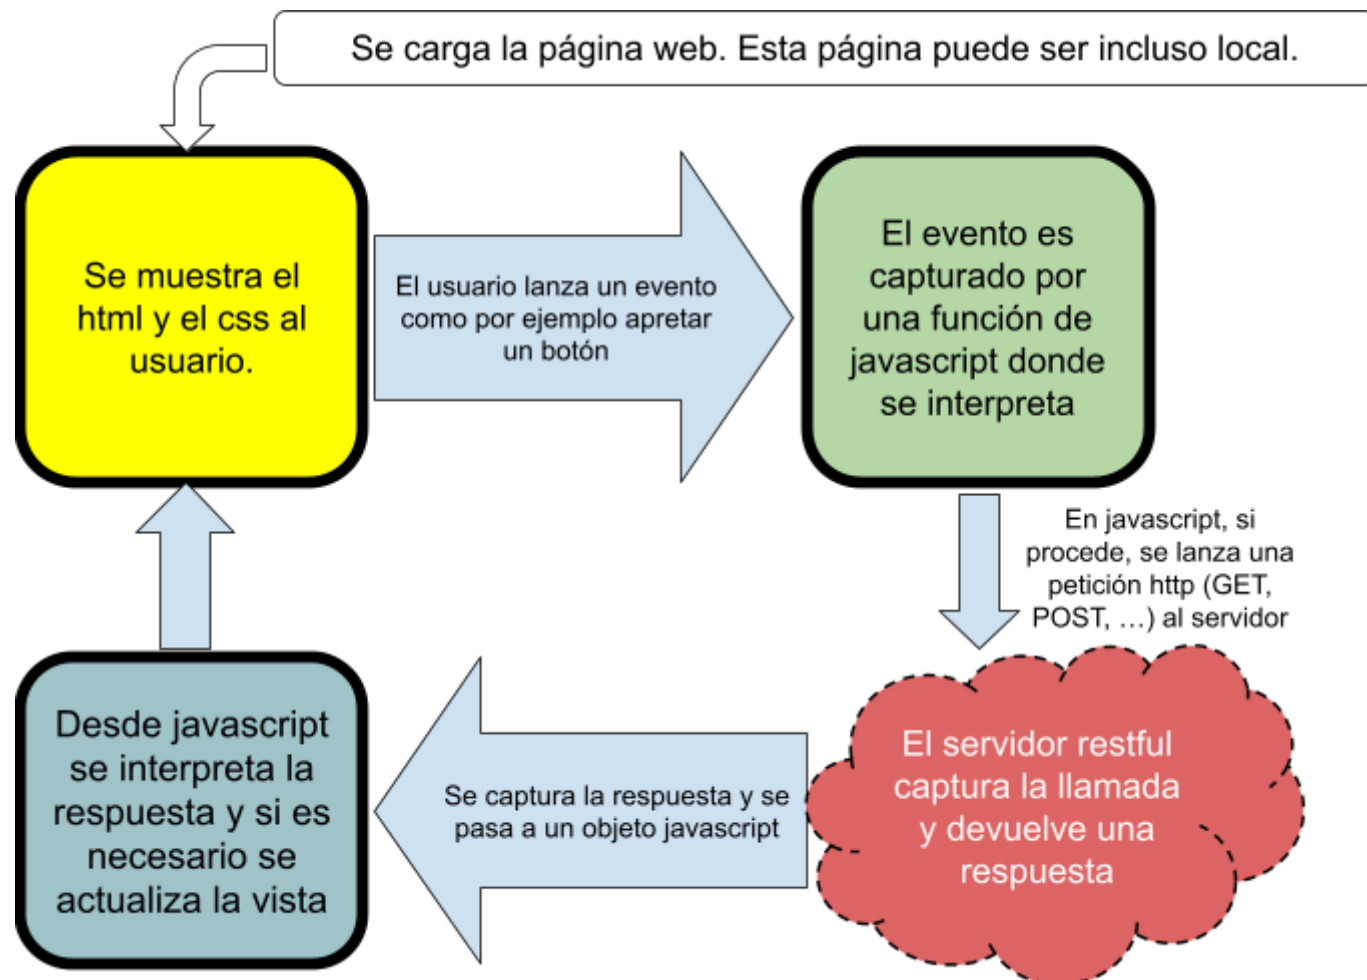 Se carga la página web. Esta página puede ser incluso local.
Se muestra el
html y el css al
usuario.
El usuario lanza un evento
como por ejemplo apretar
un botón
El evento es
capturado por
una función de
javascript donde
se interpreta
En javascript, si
procede, se lanza una
petición http (GET,
POST, …) al servidor
El servidor restful
captura la llamada
y devuelve una
respuesta
Se captura la respuesta y se
pasa a un objeto javascript
Desde javascript
se interpreta la
respuesta y si es
necesario se
actualiza la vista